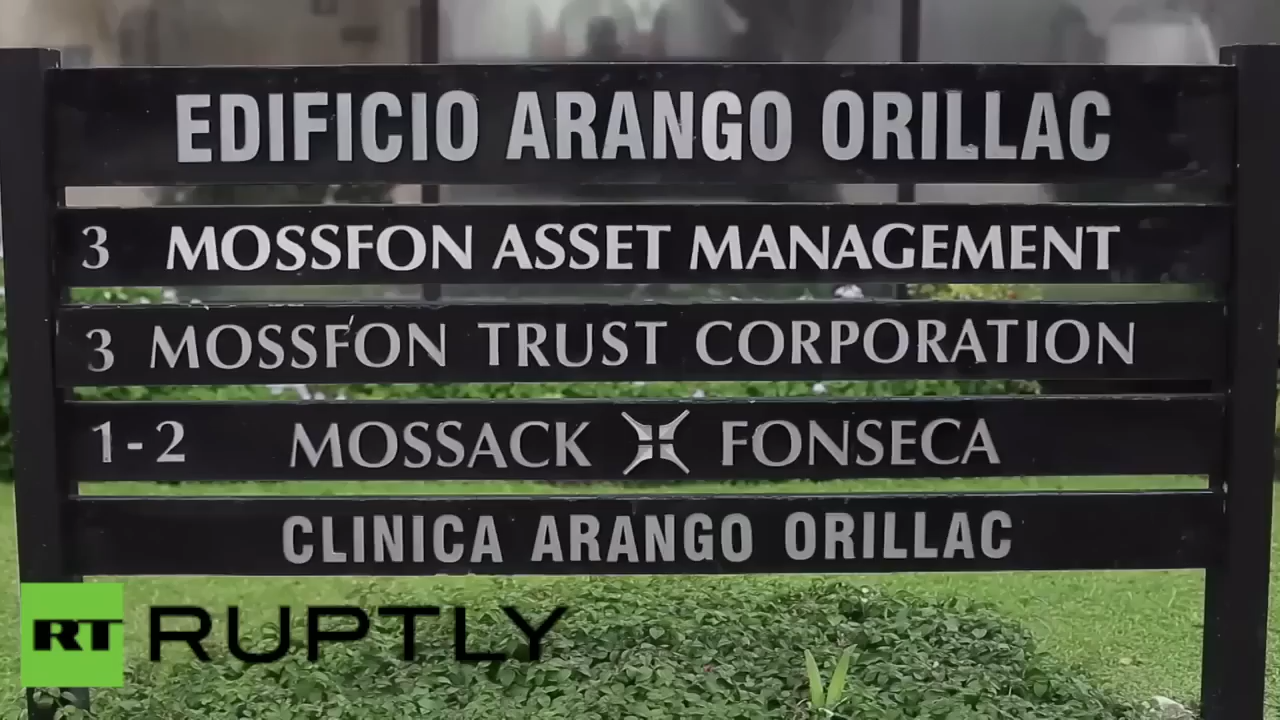 EDIFICIO ARANGO ORILLAC
3 MOSSFON ASSET MANAGEMENT
3 MOSSFON TRUST CORPORATION
1-2 MOSSACK FONSECA
CLINICA ARANGO ORILLAC
RT RUPTLY